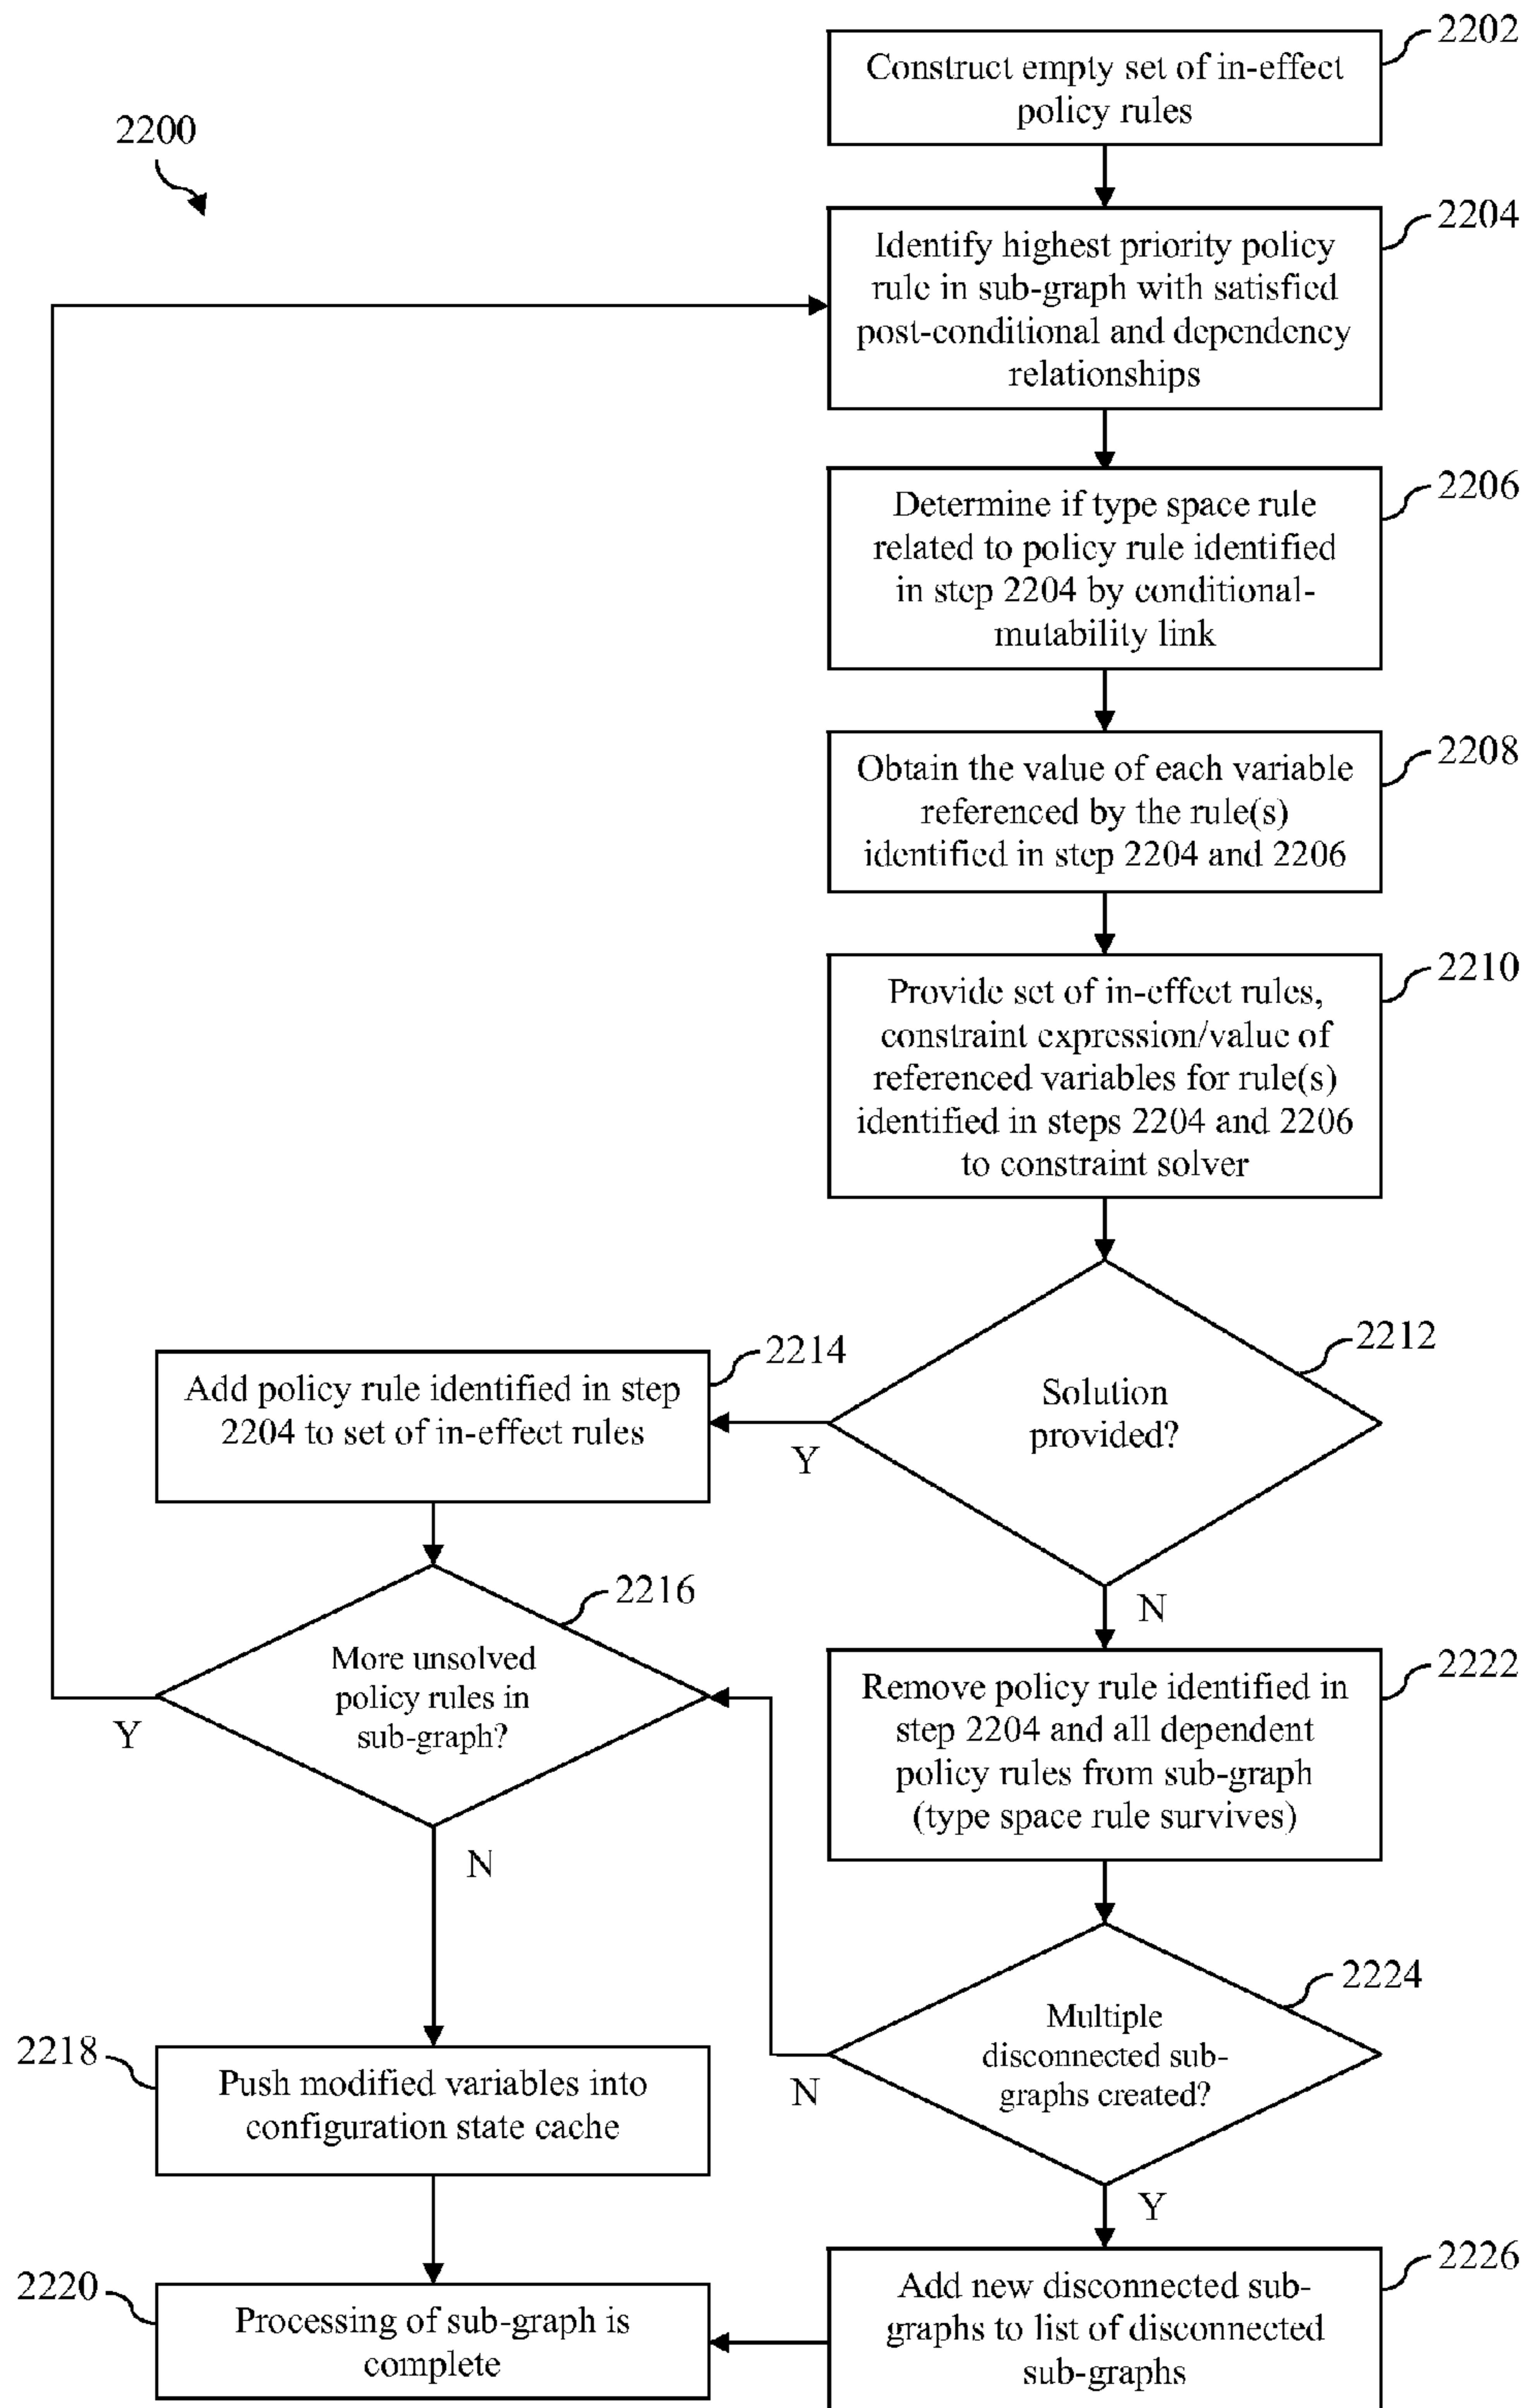 2200
2202
Construct empty set of in-effect
policy rules
2204
Identify highest priority policy
rule in sub-graph with satisfied
post-conditional and dependency
relationships
2206
Determine if type space rule
related to policy rule identified
in step 2204 by conditional-
mutability link
2208
Obtain the value of each variable
referenced by the rule(s)
identified in step 2204 and 2206
2210
Provide set of in-effect rules,
constraint expression/value of
referenced variables for rule(s)
identified in steps 2204 and 2206
to constraint solver
2212
Solution
provided?
Y
N
2214
Add policy rule identified in step
2204 to set of in-effect rules
2216
More unsolved
policy rules in
sub-graph?
Y
N
2218
Push modified variables into
configuration state cache
2220
Processing of sub-graph is
complete
2222
Remove policy rule identified in
step 2204 and all dependent
policy rules from sub-graph
(type space rule survives)
2224
Multiple
disconnected sub-
graphs created?
N
Y
2226
Add new disconnected sub-
graphs to list of disconnected
sub-graphs